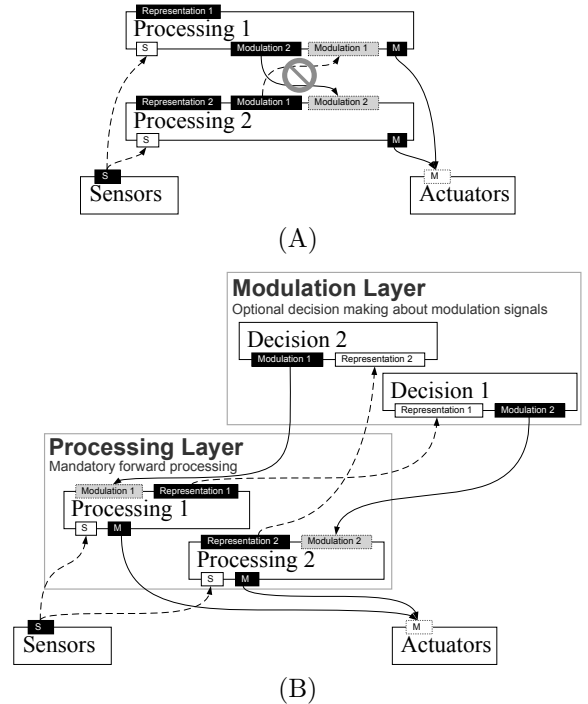 Representation 1
Processing 1
S
Modulation 2
Modulation 1
M
Representation 2
Modulation 1
Modulation 2
Processing 2
S
M
S
Sensors
M
Actuators
(A)
Modulation Layer
Optional decision making about modulation signals
Decision 2
Modulation 1
Representation 2
Decision 1
Representation 1
Modulation 2
Processing Layer
Mandatory forward processing
Modulation 1
Representation 1
Processing 1
S
M
Representation 2
Modulation 2
Processing 2
S
M
S
Sensors
M
Actuators
(B)